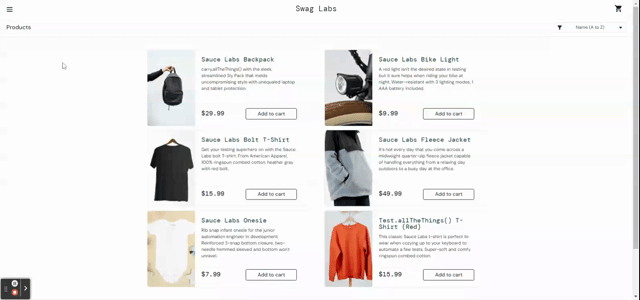 Swag Labs
Products
Name (A to Z)
Sauce Labs Backpack
carry.allTheThings() with the sleek,
streamlined Sly Pack that melds
uncompromising style with unequaled laptop
and tablet protection.
$29.99
Add to cart
Sauce Labs Bike Light
A red light isn't the desired state in testing
but it sure helps when riding your bike at
night. Water-resistant with 3 lighting modes, 1
AAA battery included.
$9.99
Add to cart
Sauce Labs Bolt T-Shirt
Get your testing superhero on with the Sauce
Labs bolt T-shirt. From American Apparel,
100% ringspun combed cotton, heather gray
with red bolt.
$15.99
Add to cart
Sauce Labs Fleece Jacket
It's not every day that you come across a
midweight quarter-zip fleece jacket capable
of handling everything from a relaxing day
outdoors to a busy day at the office.
$49.99
Add to cart
Sauce Labs Onesie
Rib snap infant onesie for the junior
automation engineer in development.
Reinforced 3-snap bottom closure, two-
needle hemmed sleeved and bottom won't
unravel.
$7.99
Add to cart
Test.allTheThings() T-
Shirt (Red)
This classic Sauce Labs t-shirt is perfect to
wear when cozying up to your keyboard to
automate a few tests. Super-soft and comfy
ringspun combed cotton.
$15.99
Add to cart